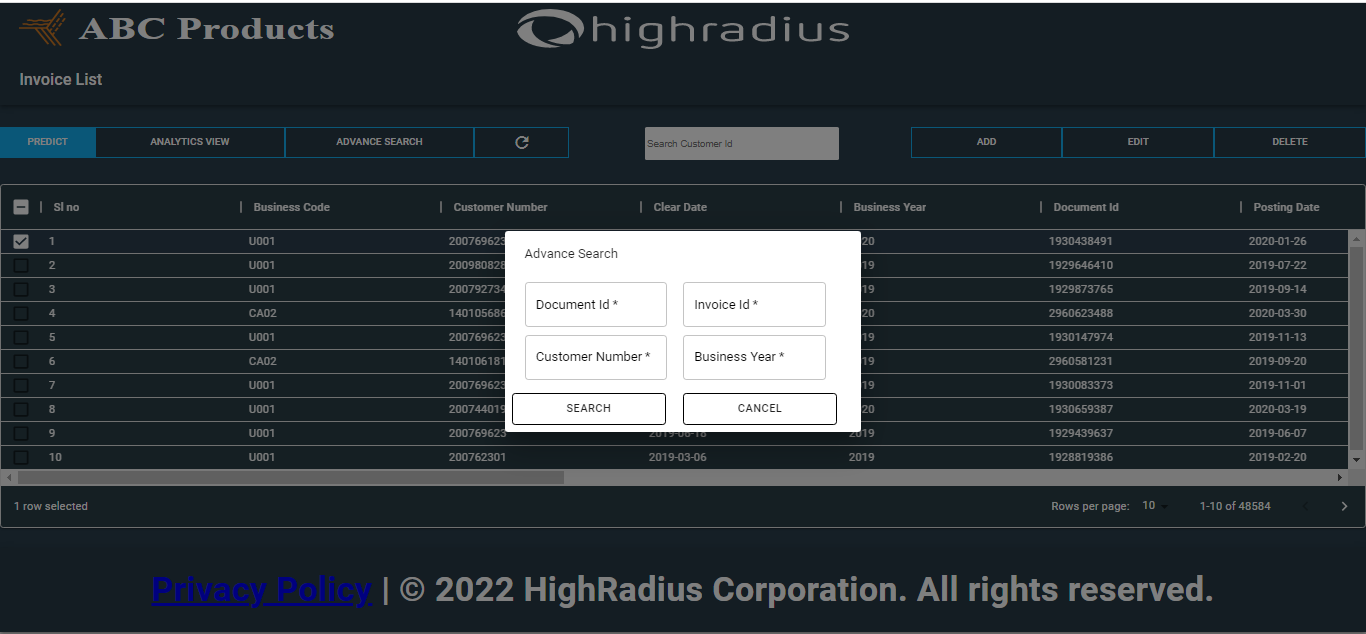 ABC Products highradius
Invoice List
PREDICT ANALYTICS VIEW ADVANCE SEARCH Search Customer Id ADD EDIT DELETE
Sl no Business Code Customer Number Clear Date Business Year Document Id Posting Date
1 U001 200769623 20 1930438491 2020-01-26
2 U001 200980828 19 1929646410 2019-07-22
3 U001 200792734 19 1929873765 2019-09-14
4 CA02 140105686 20 2960623488 2020-03-30
5 U001 200769623 19 1930147974 2019-11-13
6 CA02 140106181 19 2960581231 2019-09-20
7 U001 200769623 19 1930083373 2019-11-01
8 U001 200744019 20 1930659387 2020-03-19
9 U001 200769623 2019-06-18 2019 1929439637 2019-06-07
10 U001 200762301 2019-03-06 2019 1928819386 2019-02-20
Advance Search
Document Id * Invoice Id *
Customer Number * Business Year *
SEARCH CANCEL
1 row selected Rows per page: 10 1-10 of 48584
Privacy Policy | © 2022 HighRadius Corporation. All rights reserved.